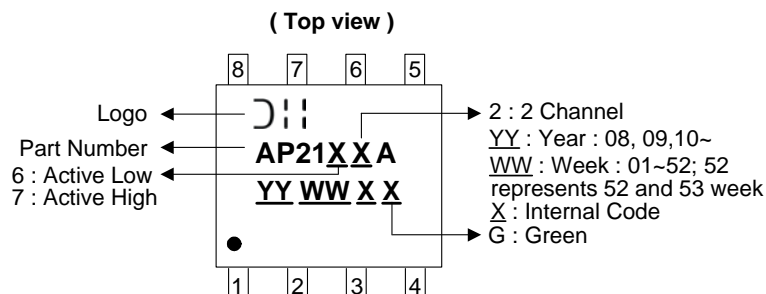 ( Top view )
8 7 6 5
Logo
Part Number
6 : Active Low
7 : Active High
AP21X X A
YY WW X X
2 : 2 Channel
YY : Year : 08, 09,10~
WW : Week : 01~52; 52
represents 52 and 53 week
X : Internal Code
G : Green
1 2 3 4